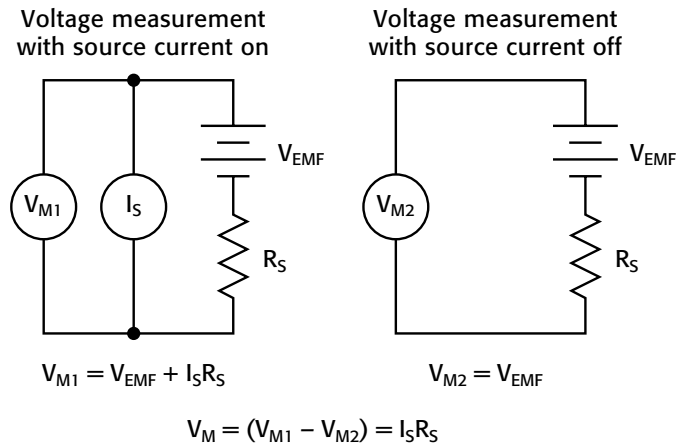 Voltage measurement
with source current on
Voltage measurement
with source current off
V_EMF
V_M1
I_S
R_S
V_EMF
V_M2
R_S
V_M1 = V_EMF + I_S R_S
V_M2 = V_EMF
V_M = (V_M1 – V_M2) = I_S R_S